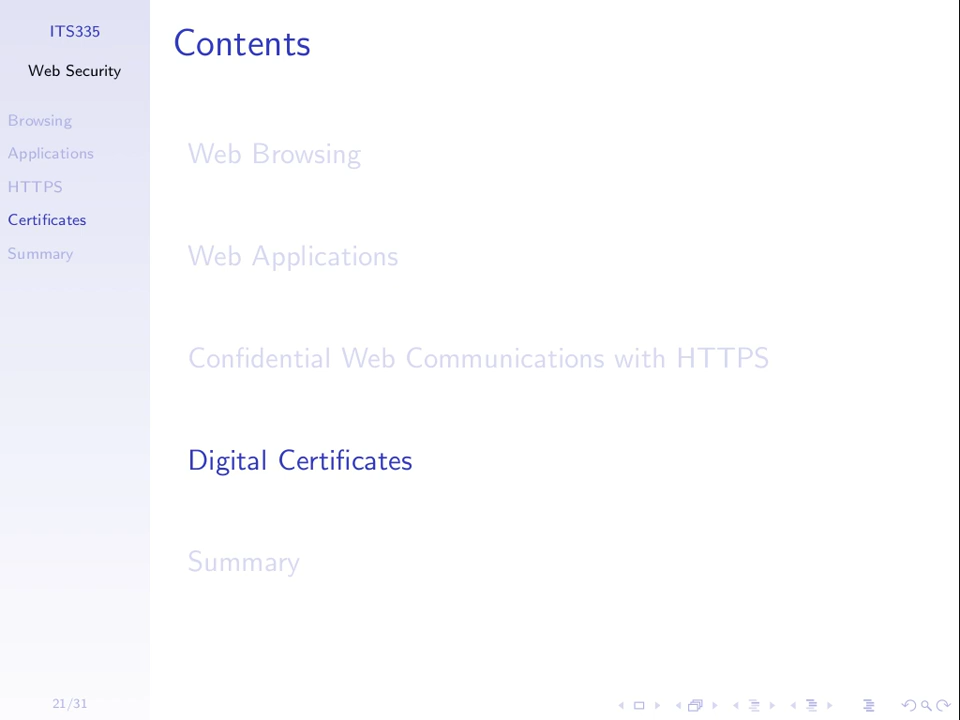 ITS335
Web Security
Browsing
Applications
HTTPS
Certificates
Summary
Contents
Web Browsing
Web Applications
Confidential Web Communications with HTTPS
Digital Certificates
Summary
21/31